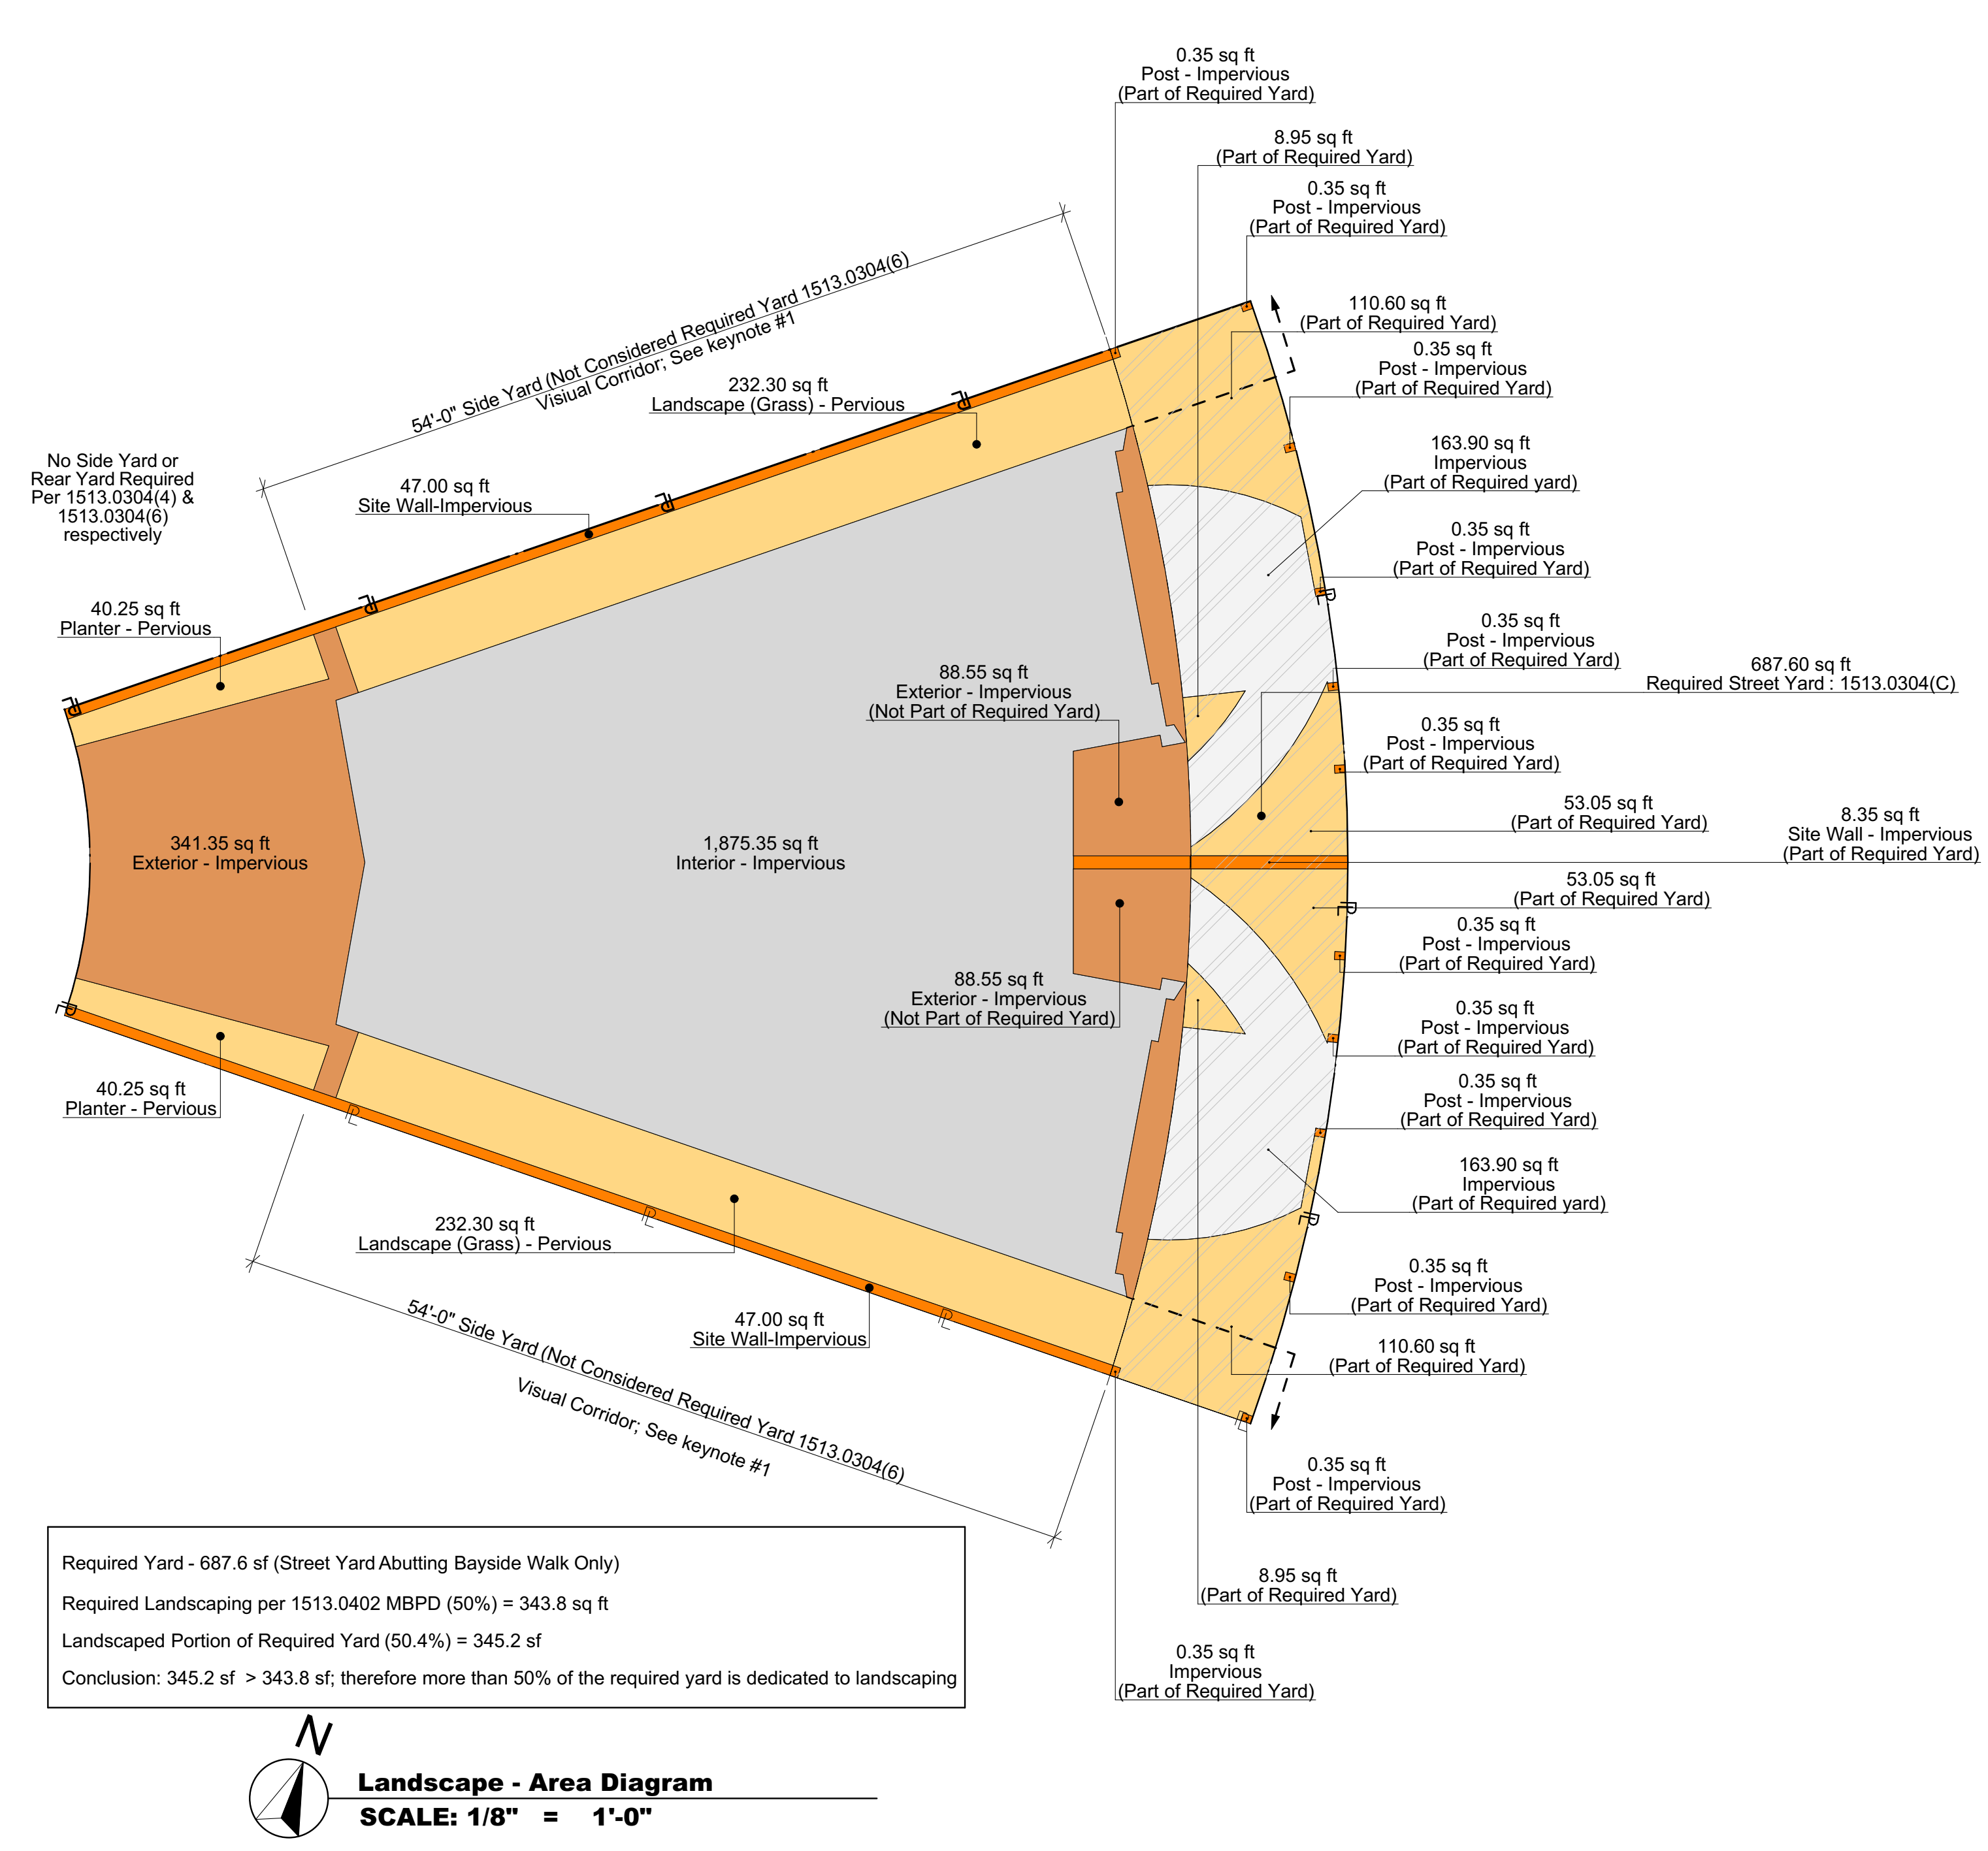 0.35 sq ft
Post - Impervious
(Part of Required Yard)
8.95 sq ft
(Part of Required Yard)
0.35 sq ft
Post - Impervious
(Part of Required Yard)
54'-0" Side Yard (Not Considered Required Yard 1513.0304(6)
Visiual Corridor; See keynote #1
110.60 sq ft
(Part of Required Yard)
0.35 sq ft
Post - Impervious
(Part of Required Yard)
232.30 sq ft
Landscape (Grass) - Pervious
PL
163.90 sq ft
Impervious
(Part of Required yard)
No Side Yard or
Rear Yard Required
Per 1513.0304(4) &
1513.0304(6)
respectively
47.00 sq ft
Site Wall-Impervious
PL
0.35 sq ft
Post - Impervious
(Part of Required Yard)
PL
PL
40.25 sq ft
Planter - Pervious
0.35 sq ft
Post - Impervious
(Part of Required Yard)
687.60 sq ft
Required Street Yard : 1513.0304(C)
88.55 sq ft
Exterior - Impervious
(Not Part of Required Yard)
PL
0.35 sq ft
Post - Impervious
(Part of Required Yard)
53.05 sq ft
(Part of Required Yard)
8.35 sq ft
Site Wall - Impervious
(Part of Required Yard)
341.35 sq ft
Exterior - Impervious
1,875.35 sq ft
Interior - Impervious
53.05 sq ft
(Part of Required Yard)
PL
0.35 sq ft
Post - Impervious
(Part of Required Yard)
88.55 sq ft
Exterior - Impervious
(Not Part of Required Yard)
PL
0.35 sq ft
Post - Impervious
(Part of Required Yard)
40.25 sq ft
Planter - Pervious
PL
0.35 sq ft
Post - Impervious
(Part of Required Yard)
163.90 sq ft
Impervious
(Part of Required yard)
PL
PL
232.30 sq ft
Landscape (Grass) - Pervious
0.35 sq ft
Post - Impervious
(Part of Required Yard)
47.00 sq ft
Site Wall-Impervious
PL
110.60 sq ft
(Part of Required Yard)
54'-0" Side Yard (Not Considered Required Yard 1513.0304(6)
Visual Corridor; See keynote #1
PL
0.35 sq ft
Post - Impervious
(Part of Required Yard)
8.95 sq ft
(Part of Required Yard)
0.35 sq ft
Impervious
(Part of Required Yard)
Required Yard - 687.6 sf (Street Yard Abutting Bayside Walk Only)
Required Landscaping per 1513.0402 MBPD (50%) = 343.8 sq ft
Landscaped Portion of Required Yard (50.4%) = 345.2 sf
Conclusion: 345.2 sf > 343.8 sf; therefore more than 50% of the required yard is dedicated to landscaping
N
Landscape - Area Diagram
SCALE: 1/8" = 1'-0"